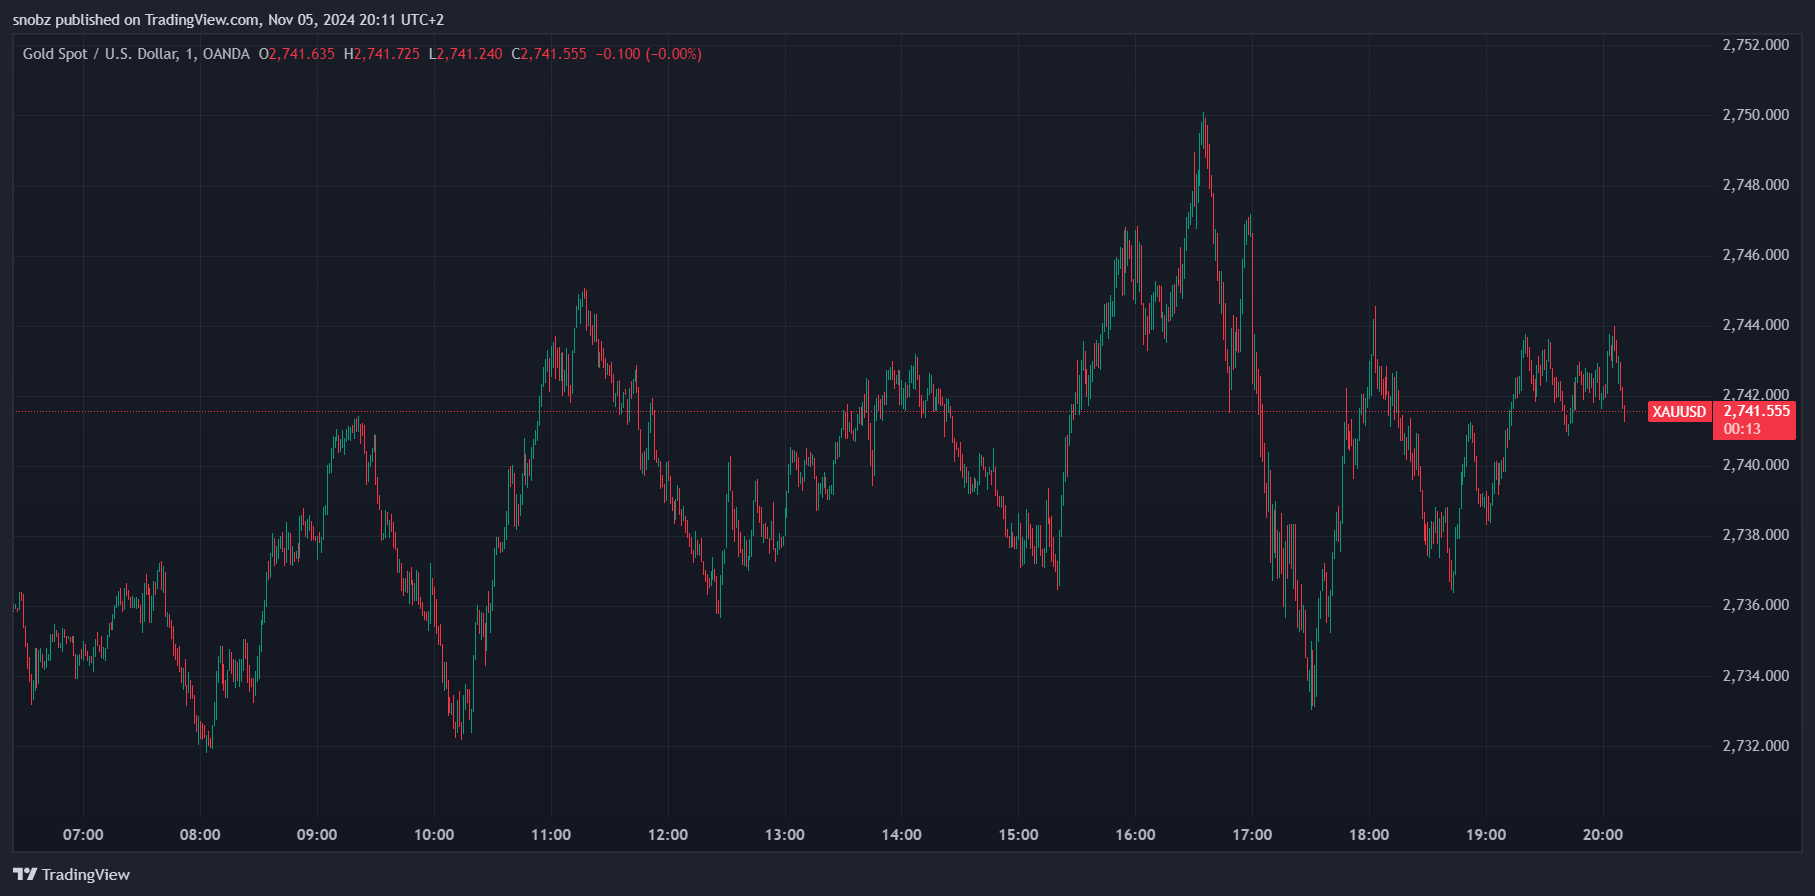 snobz published on TradingView.com, Nov 05, 2024 20:11 UTC+2
Gold Spot / U.S. Dollar, 1, OANDA O2,741.635 H2,741.725 L2,741.240 C2,741.555 −0.100 (−0.00%)
2,752.000
2,750.000
2,748.000
2,746.000
2,744.000
2,742.000
XAUUSD 2,741.555
00:13
2,740.000
2,738.000
2,736.000
2,734.000
2,732.000
07:00 08:00 09:00 10:00 11:00 12:00 13:00 14:00 15:00 16:00 17:00 18:00 19:00 20:00
TradingView